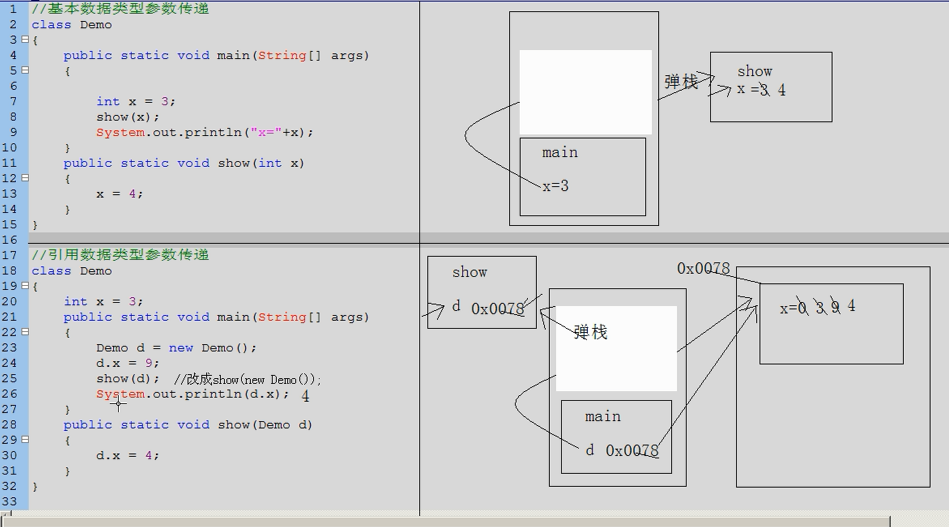 1 //基本数据类型参数传递
2 class Demo
3 {
4 public static void main(String[] args)
5 {
6
7 int x = 3;
8 show(x);
9 System.out.println("x="+x);
10 }
11 public static void show(int x)
12 {
13 x = 4;
14 }
15 }
16
17 //引用数据类型参数传递
18 class Demo
19 {
20 int x = 3;
21 public static void main(String[] args)
22 {
23 Demo d = new Demo();
24 d.x = 9;
25 show(d); //改成show(new Demo());
26 System.out.println(d.x); 4
27 }
28 public static void show(Demo d)
29 {
30 d.x = 4;
31 }
32 }
33
弹栈
show
x =3 4
main
x=3
show
d 0x0078
弹栈
main
d 0x0078
0x0078
x=0 3 9 4